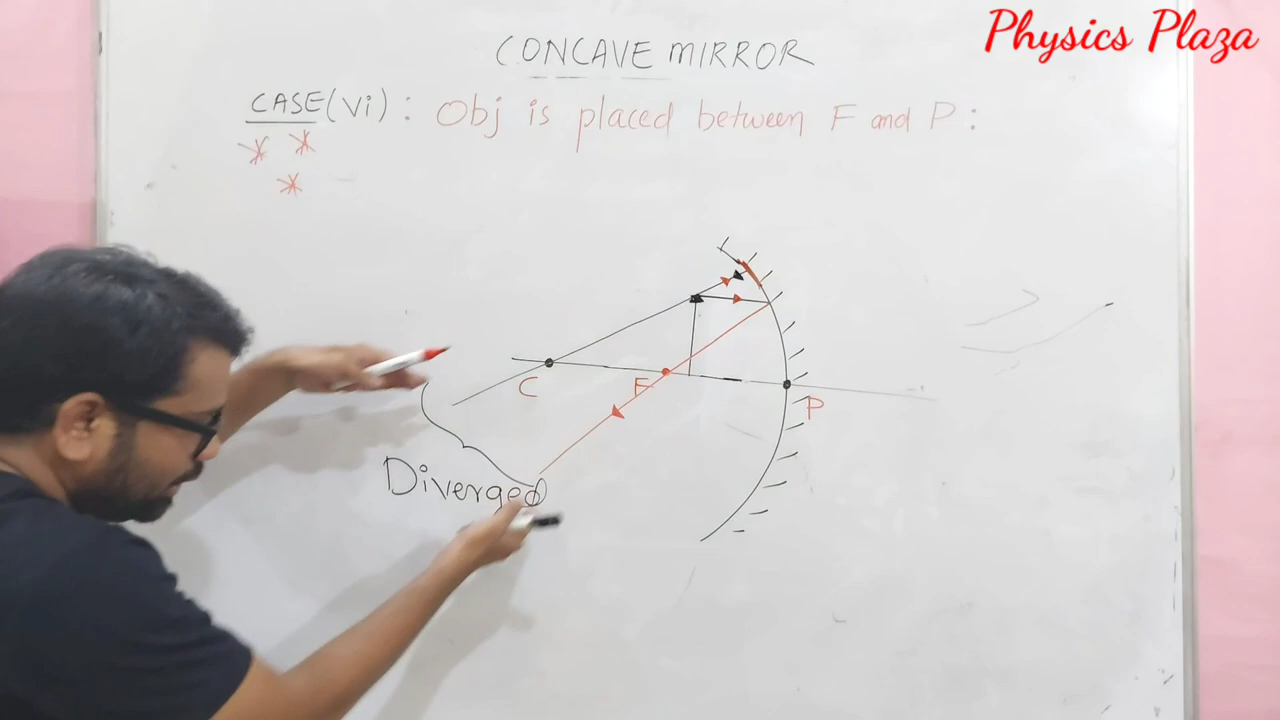 Physics Plaza
CONCAVE MIRROR
CASE(vi): Obj is placed between F and P:
C
F
P
Diverged